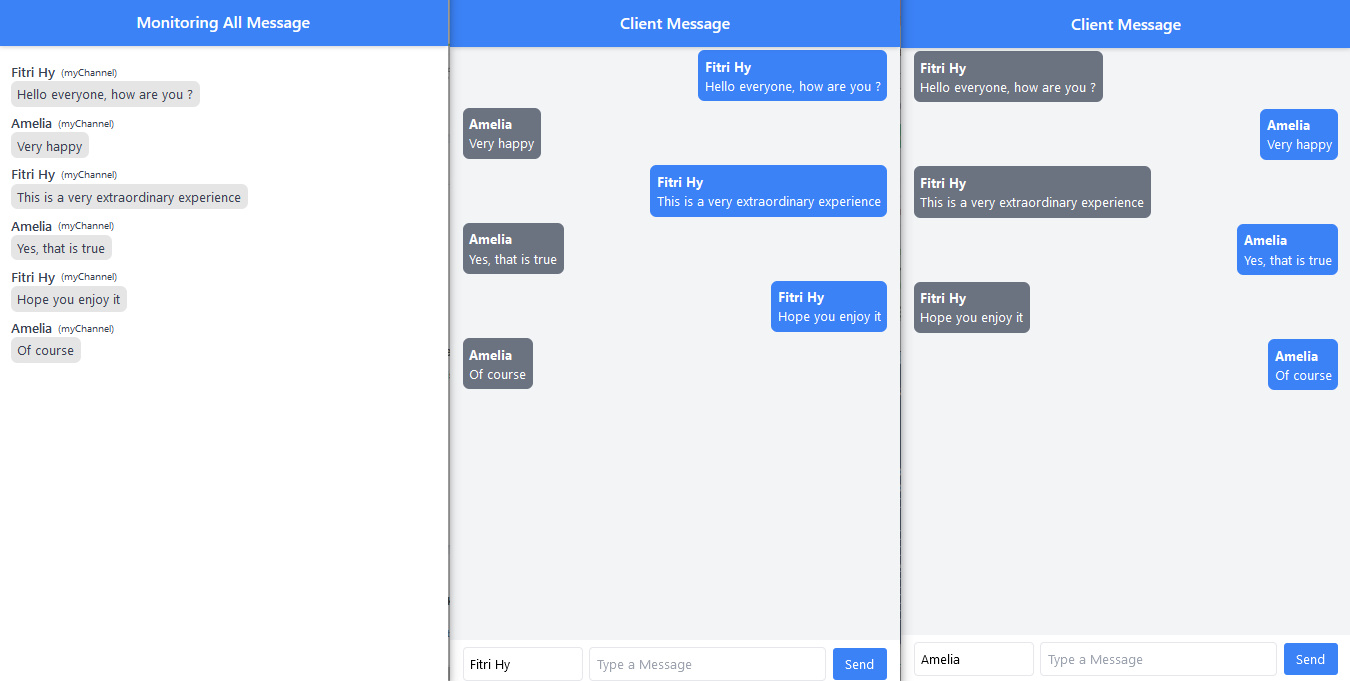 Monitoring All Message
Fitri Hy (myChannel)
Hello everyone, how are you ?
Amelia (myChannel)
Very happy
Fitri Hy (myChannel)
This is a very extraordinary experience
Amelia (myChannel)
Yes, that is true
Fitri Hy (myChannel)
Hope you enjoy it
Amelia (myChannel)
Of course
Client Message
Fitri Hy
Hello everyone, how are you ?
Amelia
Very happy
Fitri Hy
This is a very extraordinary experience
Amelia
Yes, that is true
Fitri Hy
Hope you enjoy it
Amelia
Of course
Fitri Hy Type a Message Send
Client Message
Fitri Hy
Hello everyone, how are you ?
Amelia
Very happy
Fitri Hy
This is a very extraordinary experience
Amelia
Yes, that is true
Fitri Hy
Hope you enjoy it
Amelia
Of course
Amelia Type a Message Send